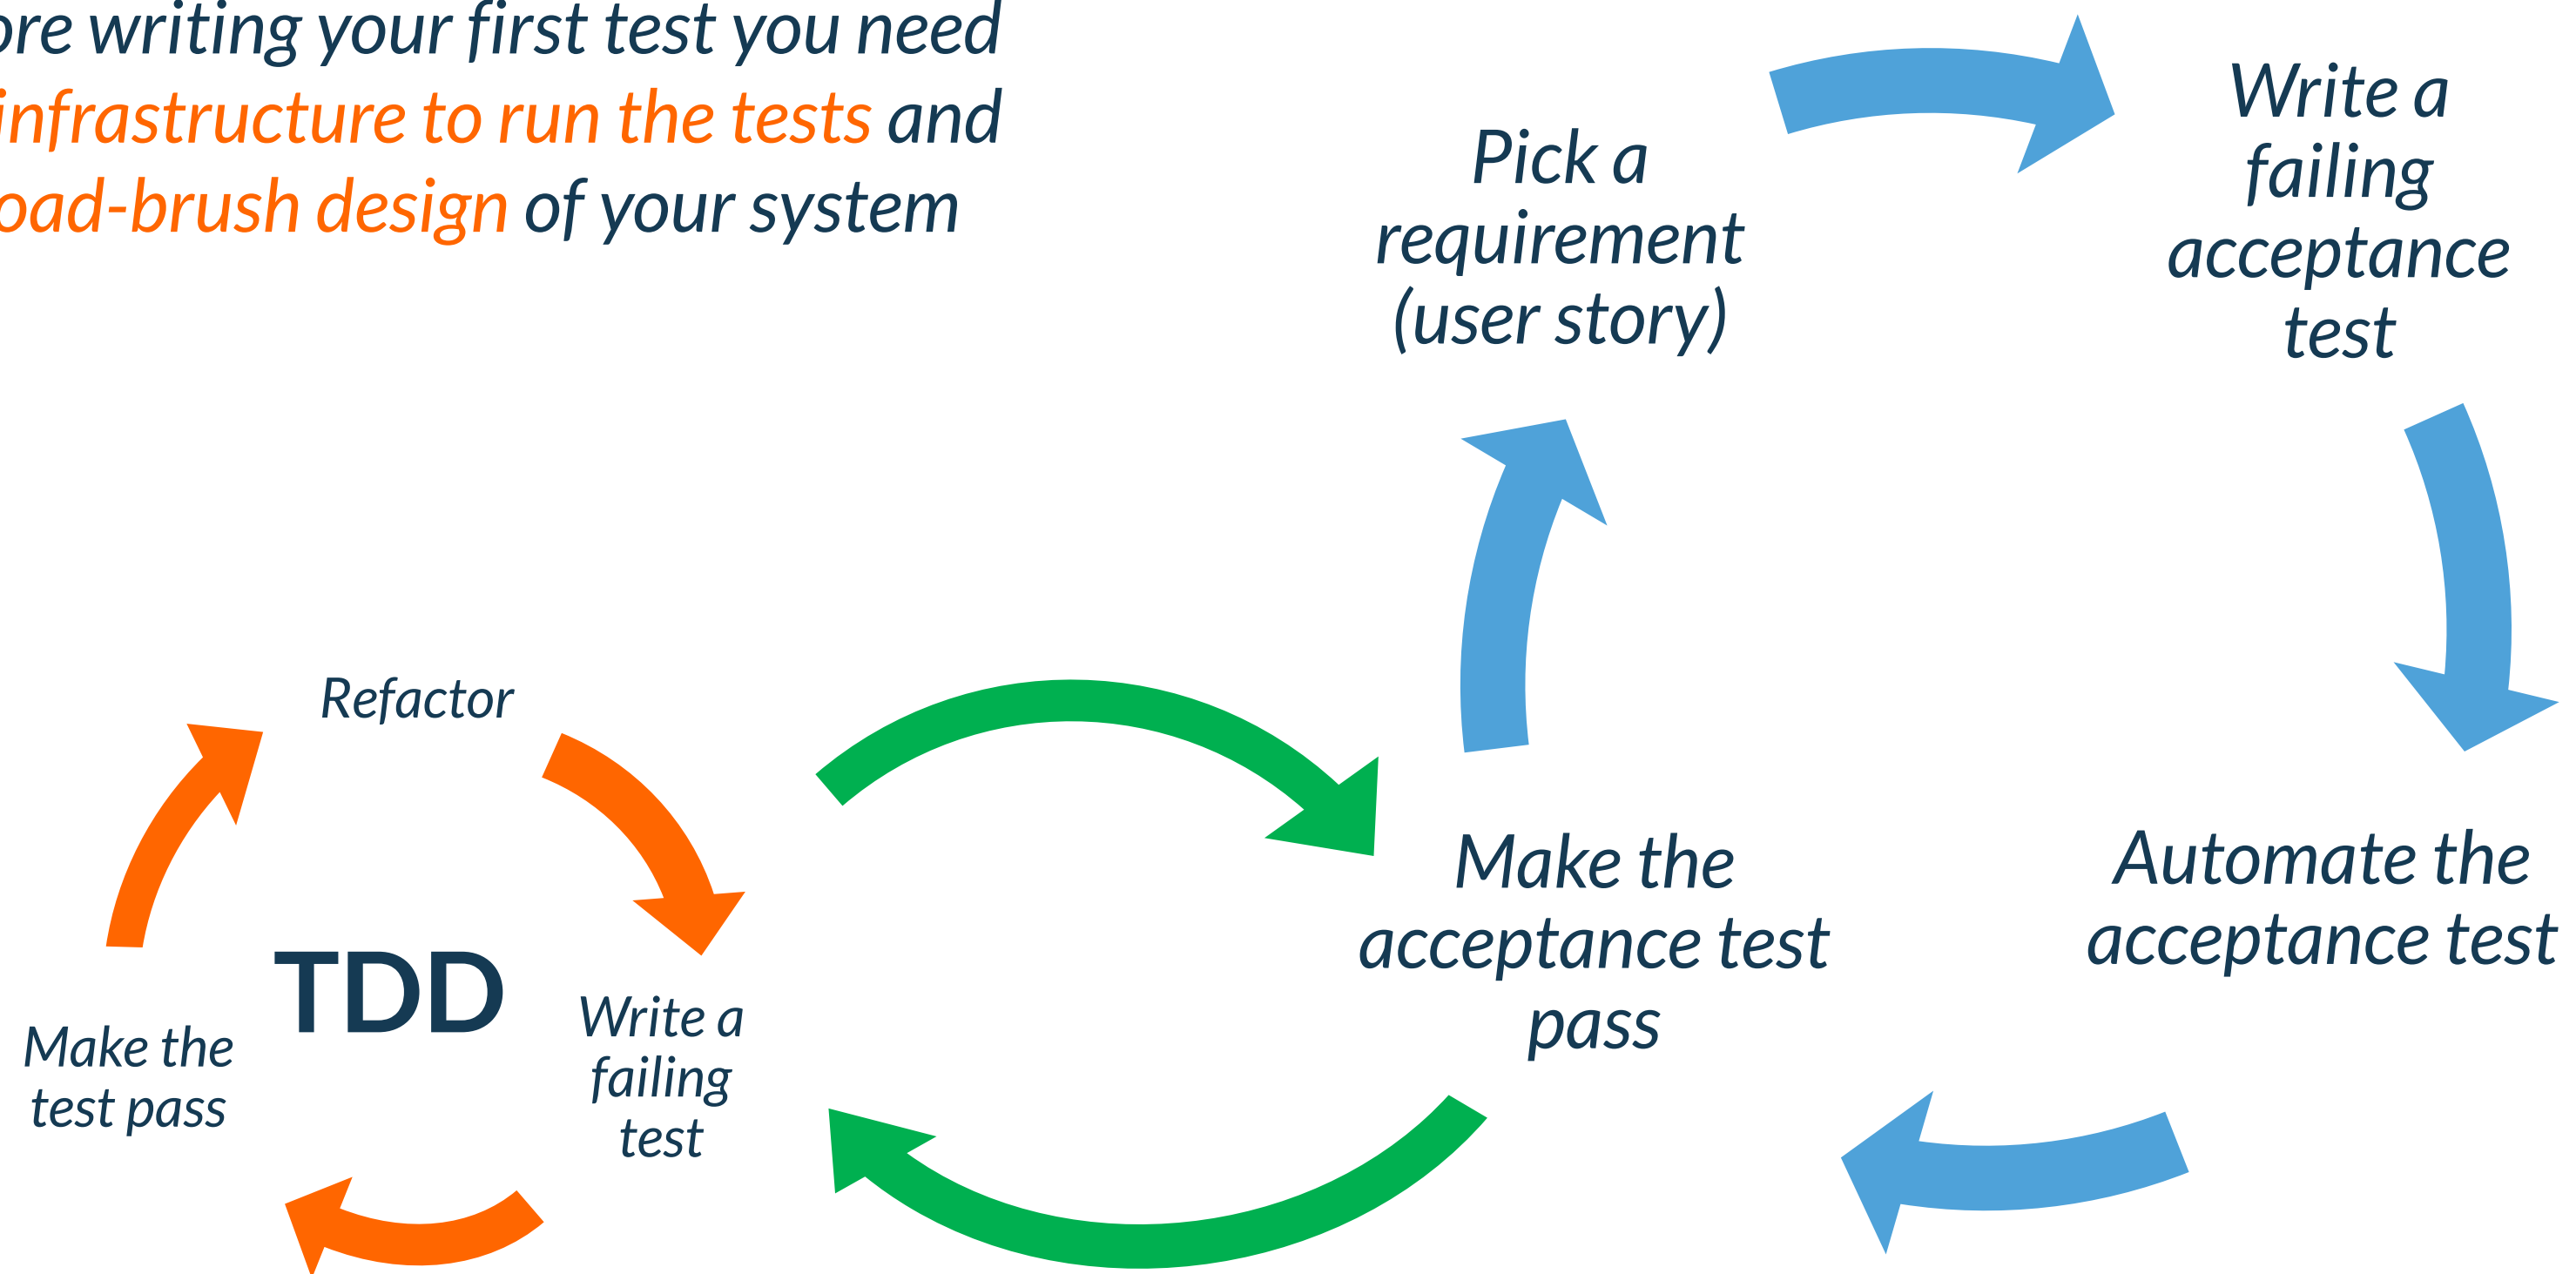 writing your first test you need
infrastructure to run the tests and
-brush design of your system
Pick a
requirement
(user story)
Write a
failing
acceptance
test
Refactor
TDD
Make the
test pass
Write a
failing
test
Make the
acceptance test
pass
Automate the
acceptance test